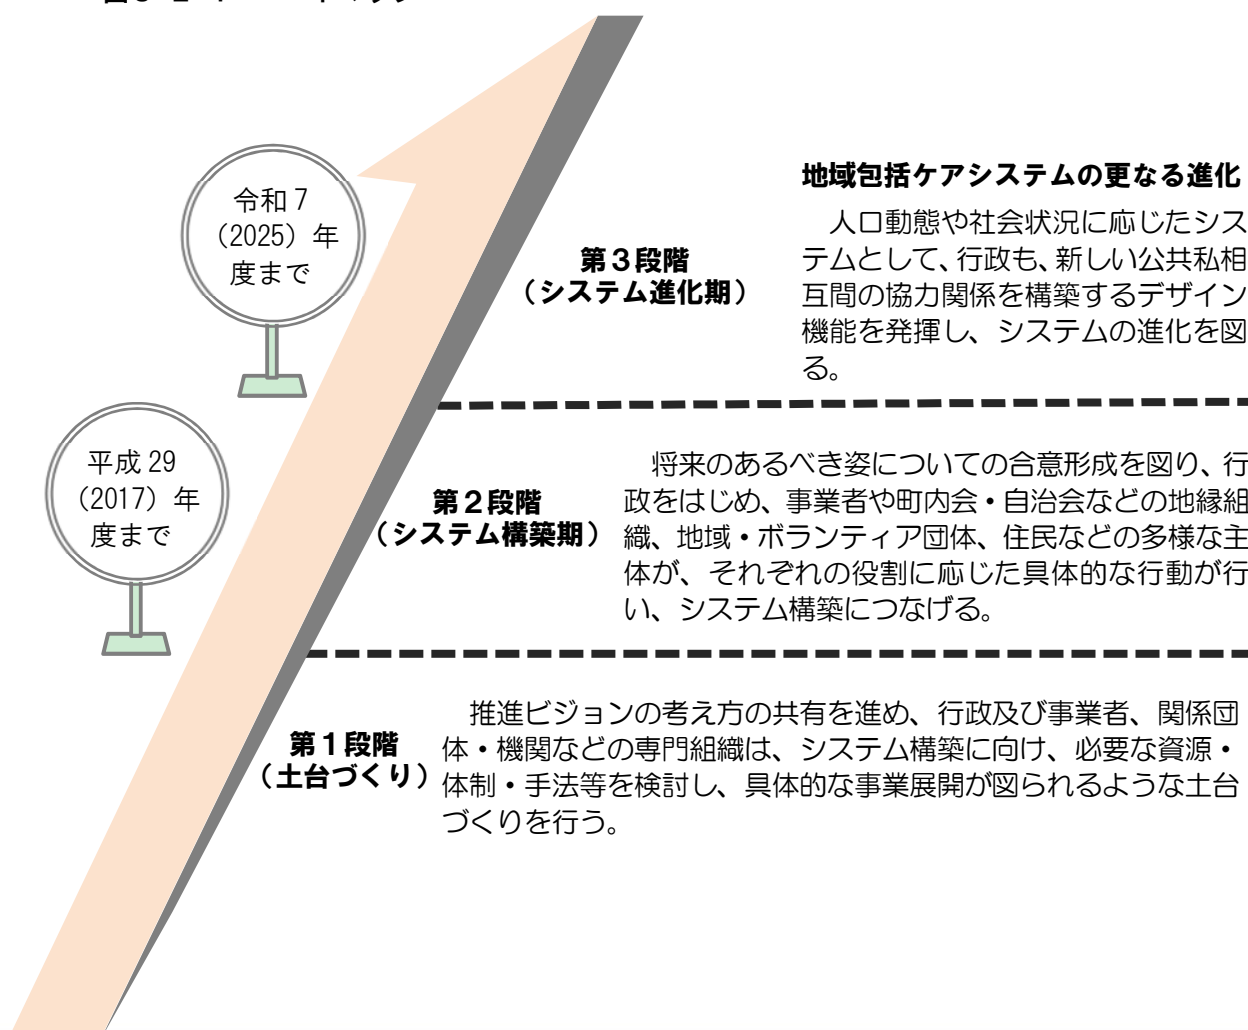 地域包括ケアシステムの更なる進化
人口動態や社会状況に応じたシス
テムとして、行政も、新しい公共私相
互間の協力関係を構築するデザイン
機能を発揮し、システムの進化を図
る。
令和７
（2025）年
度まで
第３段階
（システム進化期）
平成 29
（2017）年
度まで
第２段階
（システム構築期）
将来のあるべき姿についての合意形成を図り、行
政をはじめ、事業者や町内会・自治会などの地縁組
織、地域・ボランティア団体、住民などの多様な主
体が、それぞれの役割に応じた具体的な行動が行
い、システム構築につなげる。
第１段階
（土台づくり）
推進ビジョンの考え方の共有を進め、行政及び事業者、関係団
体・機関などの専門組織は、システム構築に向け、必要な資源・
体制・手法等を検討し、具体的な事業展開が図られるような土台
づくりを行う。